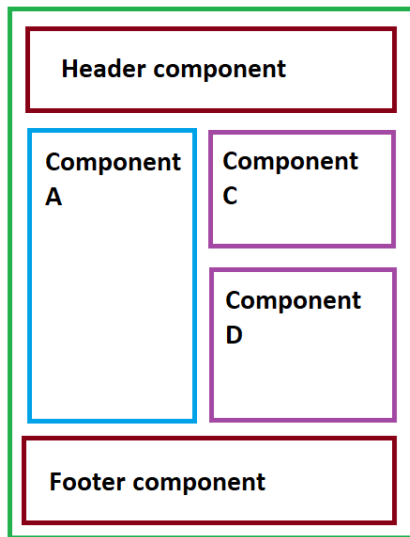 Header component
Component
A
Component
C
Component
D
Footer component